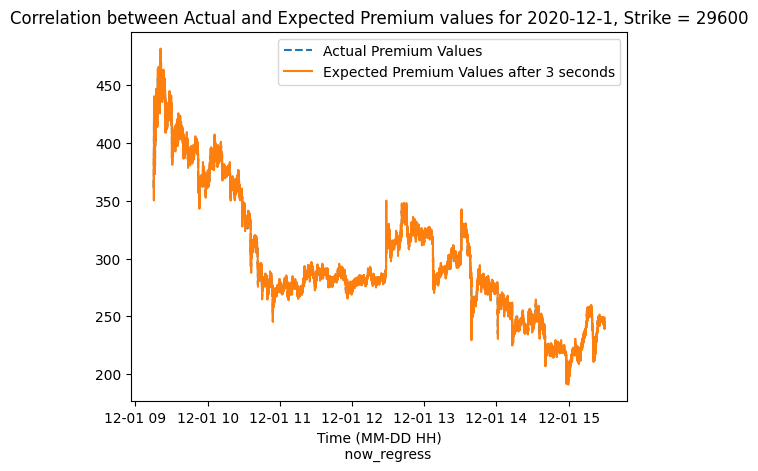 Correlation between Actual and Expected Premium values for 2020-12-1, Strike = 29600
Actual Premium Values
Expected Premium Values after 3 seconds
450
400
350
300
250
200
12-01 09 12-01 10 12-01 11 12-01 12 12-01 13 12-01 14 12-01 15
Time (MM-DD HH)
now_regress